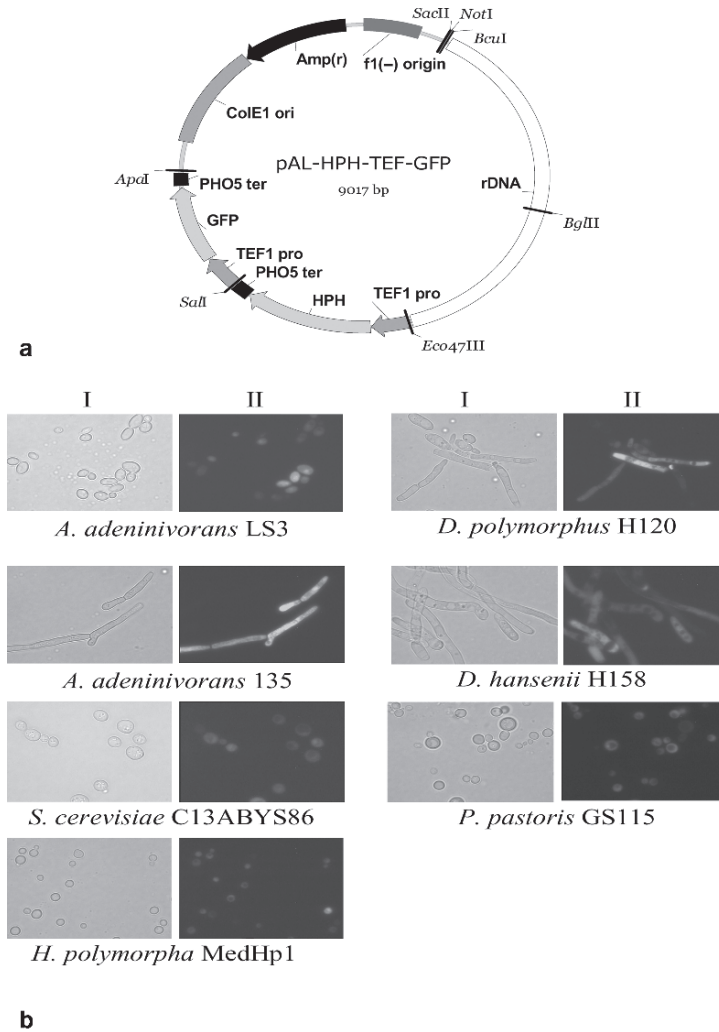 SacII NotI
BcuI
Amp(r) f1(–) origin
ColE1 ori
pAL-HPH-TEF-GFP
9017 bp
rDNA
ApaI PHO5 ter
BglII
GFP
TEF1 pro
PHO5 ter
SalI HPH TEF1 pro
Eco47III
a
I II I II
A. adeninivorans LS3 D. polymorphus H120
A. adeninivorans 135 D. hansenii H158
S. cerevisiae C13ABYS86 P. pastoris GS115
H. polymorpha MedHp1
b